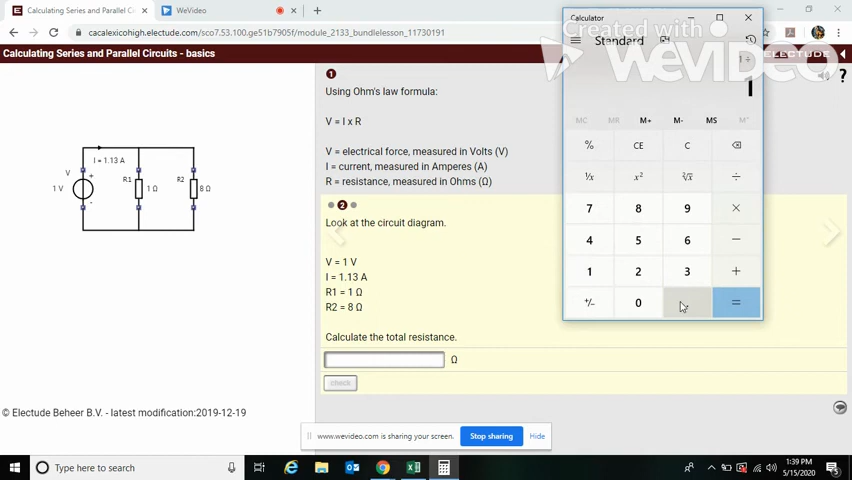 Calculating Series and Parallel Circuits
WeVideo
cacalexicohigh.electude.com/sco7.53.100.ge51b7905f/module_2133_bundlelesson_11730191
Calculating Series and Parallel Circuits - basics
ELECTUDE
?
I = 1.13 A
V
+
1 V
-
R1
1 Ω
R2
8 Ω
© Electude Beheer B.V. - latest modification:2019-12-19
1
Using Ohm's law formula:
V = I x R
V = electrical force, measured in Volts (V)
I = current, measured in Amperes (A)
R = resistance, measured in Ohms (Ω)
2
Look at the circuit diagram.
V = 1 V
I = 1.13 A
R1 = 1 Ω
R2 = 8 Ω
Calculate the total resistance.
Ω
check
Calculator
Created with
wevideo
Standard
1 ÷
1
MC MR M+ M- MS M˅
% CE C
¹/x x² ²√x ÷
7 8 9 ×
4 5 6 −
1 2 3 +
+/− 0 . =
www.wevideo.com is sharing your screen. Stop sharing Hide
Type here to search
1:39 PM
5/15/2020
5